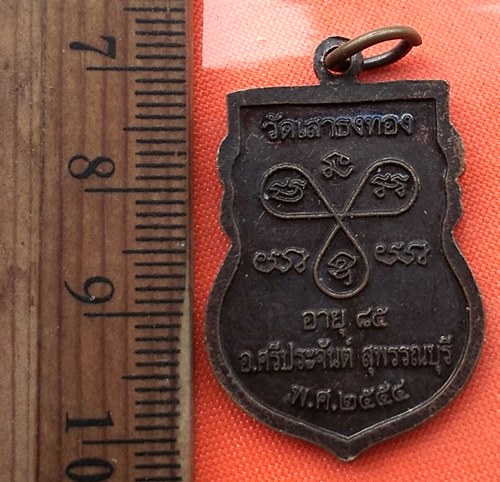 วัดเสาธงทอง
อายุ ๘๕
อ.ศรีประจันต์ สุพรรณบุรี
พ.ศ.๒๕๕๔
7
8
9
10